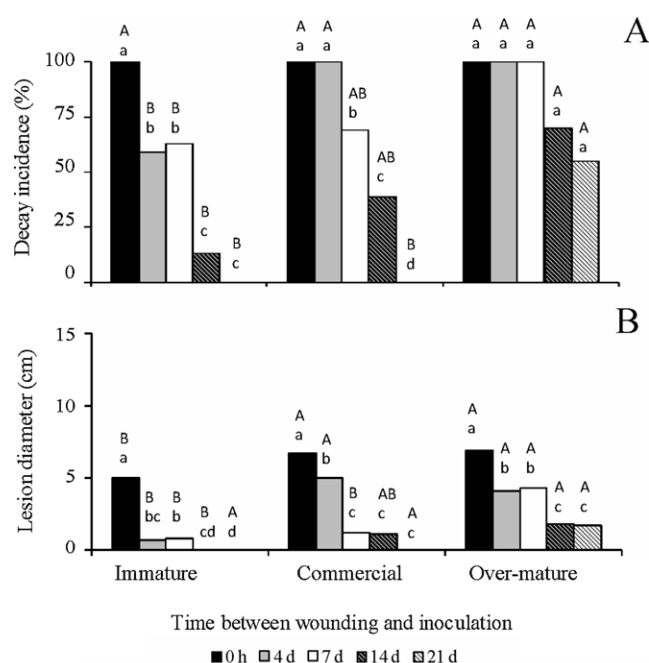 A
A A
A A A
A
a
a a
a a a
100
B B
AB
A
b b
b
a
75
AB
A
c
a
50
B
B
c
c
B
d
25
0
Decay incidence (%)
B
15
A
A A
a
a b
A A
10
B
b b
a
B AB A
A A
5
B B B A
c c c
c c
bc b cd d
0
Lesion diameter (cm)
Immature Commercial Over-mature
Time between wounding and inoculation
0 h 4 d 7 d 14 d 21 d